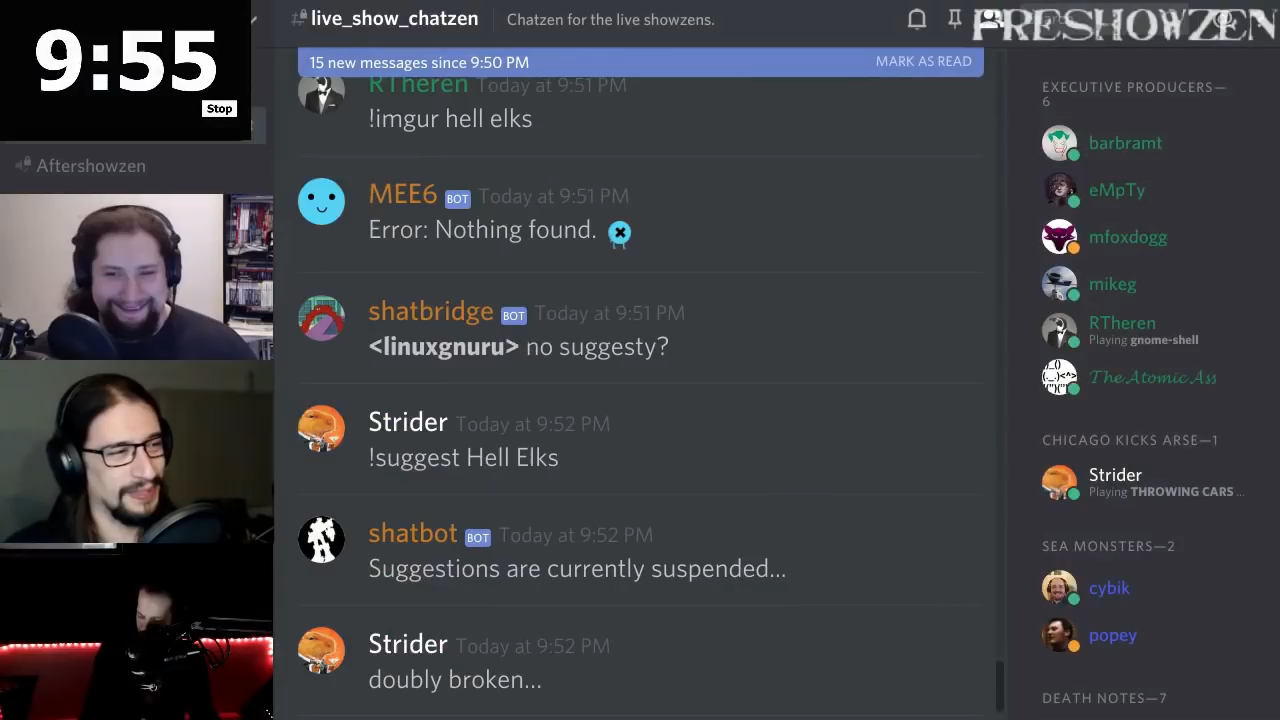 9:55
Stop
Aftershowzen
live_show_chatzen
Chatzen for the live showzens.
FRESHOWZEN
15 new messages since 9:50 PM
MARK AS READ
RTheren Today at 9:51 PM
!imgur hell elks
MEE6 BOT Today at 9:51 PM
Error: Nothing found.
shatbridge BOT Today at 9:51 PM
<linuxgnuru> no suggesty?
Strider Today at 9:52 PM
!suggest Hell Elks
shatbot BOT Today at 9:52 PM
Suggestions are currently suspended...
Strider Today at 9:52 PM
doubly broken...
EXECUTIVE PRODUCERS—
6
barbramt
eMpTy
mfoxdogg
mikeg
RTheren
Playing gnome-shell
The Atomic Ass
CHICAGO KICKS ARSE—1
Strider
Playing THROWING CARS ...
SEA MONSTERS—2
cybik
popey
DEATH NOTES—7